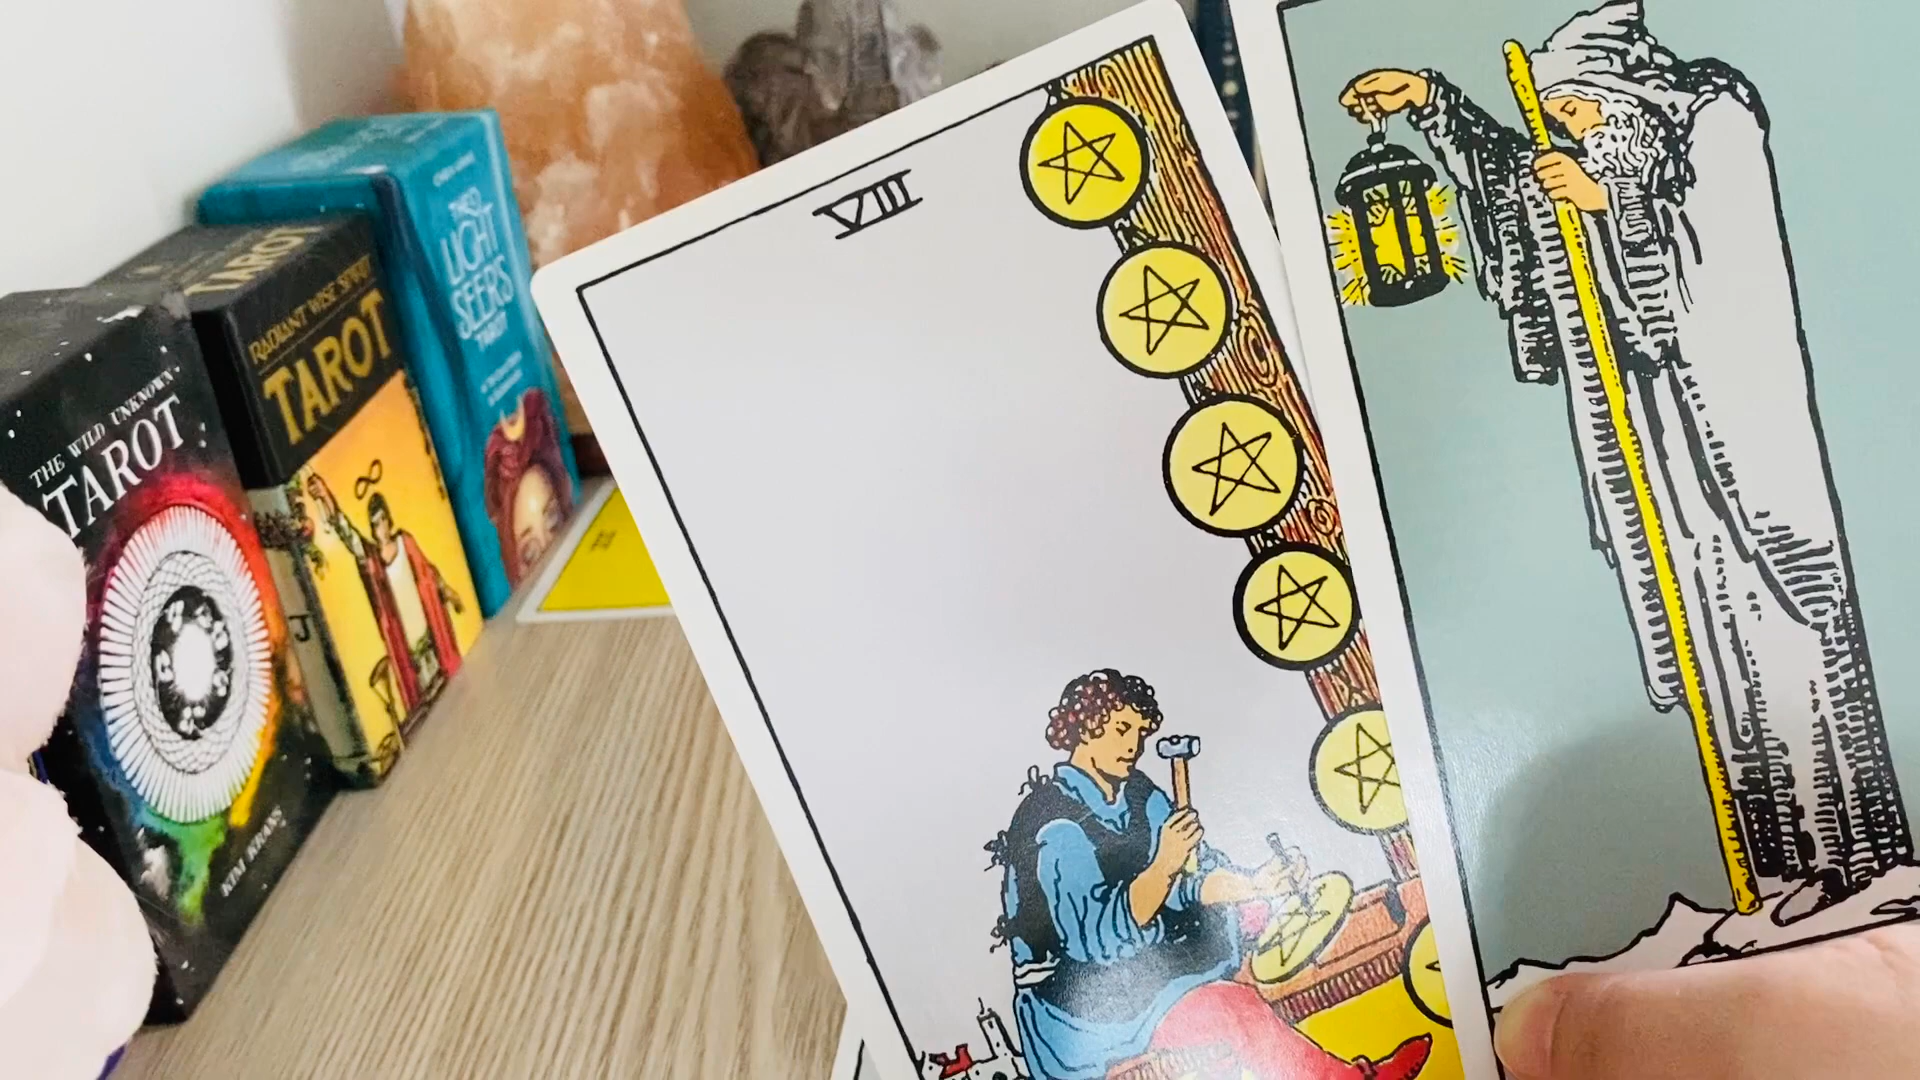 THE WILD UNKNOWN
TAROT
KIM KRANS
TAROT
RADIANT WISE SPIRIT
TAROT
THE
LIGHT
SEERS
TAROT
VIII